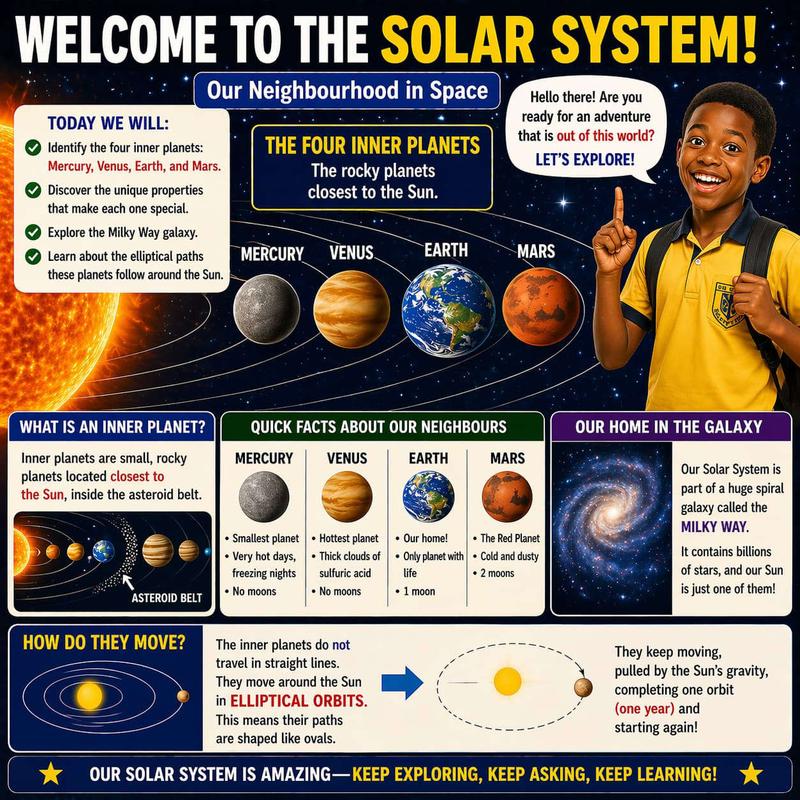 WELCOME TO THE SOLAR SYSTEM!
Our Neighbourhood in Space
TODAY WE WILL:
Identify the four inner planets:
Mercury, Venus, Earth, and Mars.
Discover the unique properties
that make each one special.
Explore the Milky Way galaxy.
Learn about the elliptical paths
these planets follow around the Sun.
THE FOUR INNER PLANETS
The rocky planets
closest to the Sun.
Hello there! Are you
ready for an adventure
that is out of this world?
LET'S EXPLORE!
MERCURY
VENUS
EARTH
MARS
WHAT IS AN INNER PLANET?
Inner planets are small, rocky
planets located closest to
the Sun, inside the asteroid belt.
ASTEROID BELT
QUICK FACTS ABOUT OUR NEIGHBOURS
MERCURY
• Smallest planet
• Very hot days,
freezing nights
• No moons
VENUS
• Hottest planet
• Thick clouds of
sulfuric acid
• No moons
EARTH
• Our home!
• Only planet with
life
• 1 moon
MARS
• The Red Planet
• Cold and dusty
• 2 moons
OUR HOME IN THE GALAXY
Our Solar System is
part of a huge spiral
galaxy called the
MILKY WAY.
It contains billions
of stars, and our Sun
is just one of them!
HOW DO THEY MOVE?
The inner planets do not
travel in straight lines.
They move around the Sun
in ELLIPTICAL ORBITS.
This means their paths
are shaped like ovals.
They keep moving,
pulled by the Sun's gravity,
completing one orbit
(one year) and
starting again!
OUR SOLAR SYSTEM IS AMAZING—KEEP EXPLORING, KEEP ASKING, KEEP LEARNING!